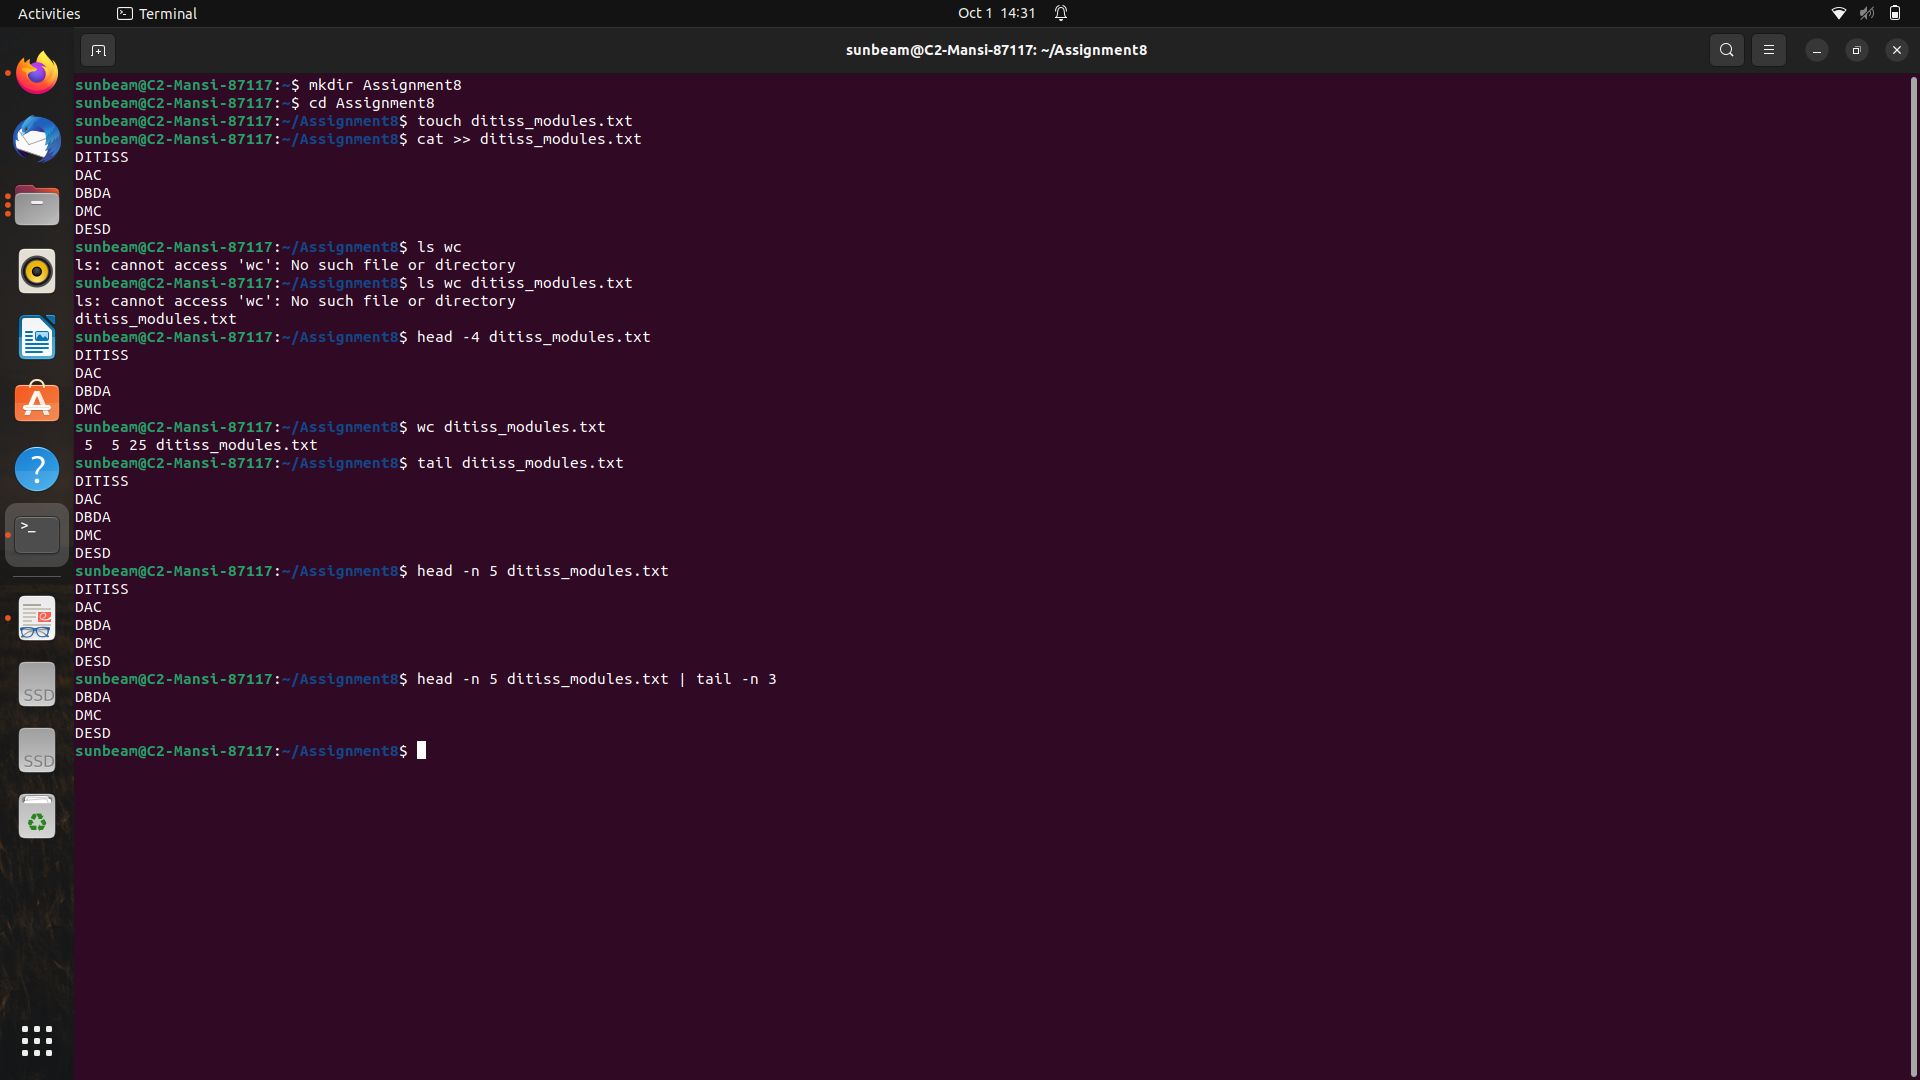 Activities Terminal Oct 1 14:31
sunbeam@C2-Mansi-87117: ~/Assignment8
sunbeam@C2-Mansi-87117:~$ mkdir Assignment8
sunbeam@C2-Mansi-87117:~$ cd Assignment8
sunbeam@C2-Mansi-87117:~/Assignment8$ touch ditiss_modules.txt
sunbeam@C2-Mansi-87117:~/Assignment8$ cat >> ditiss_modules.txt
DITISS
DAC
DBDA
DMC
DESD
sunbeam@C2-Mansi-87117:~/Assignment8$ ls wc
ls: cannot access 'wc': No such file or directory
sunbeam@C2-Mansi-87117:~/Assignment8$ ls wc ditiss_modules.txt
ls: cannot access 'wc': No such file or directory
ditiss_modules.txt
sunbeam@C2-Mansi-87117:~/Assignment8$ head -4 ditiss_modules.txt
DITISS
DAC
DBDA
DMC
sunbeam@C2-Mansi-87117:~/Assignment8$ wc ditiss_modules.txt
 5  5 25 ditiss_modules.txt
sunbeam@C2-Mansi-87117:~/Assignment8$ tail ditiss_modules.txt
DITISS
DAC
DBDA
DMC
DESD
sunbeam@C2-Mansi-87117:~/Assignment8$ head -n 5 ditiss_modules.txt
DITISS
DAC
DBDA
DMC
DESD
sunbeam@C2-Mansi-87117:~/Assignment8$ head -n 5 ditiss_modules.txt | tail -n 3
DBDA
DMC
DESD
sunbeam@C2-Mansi-87117:~/Assignment8$
SSD
SSD